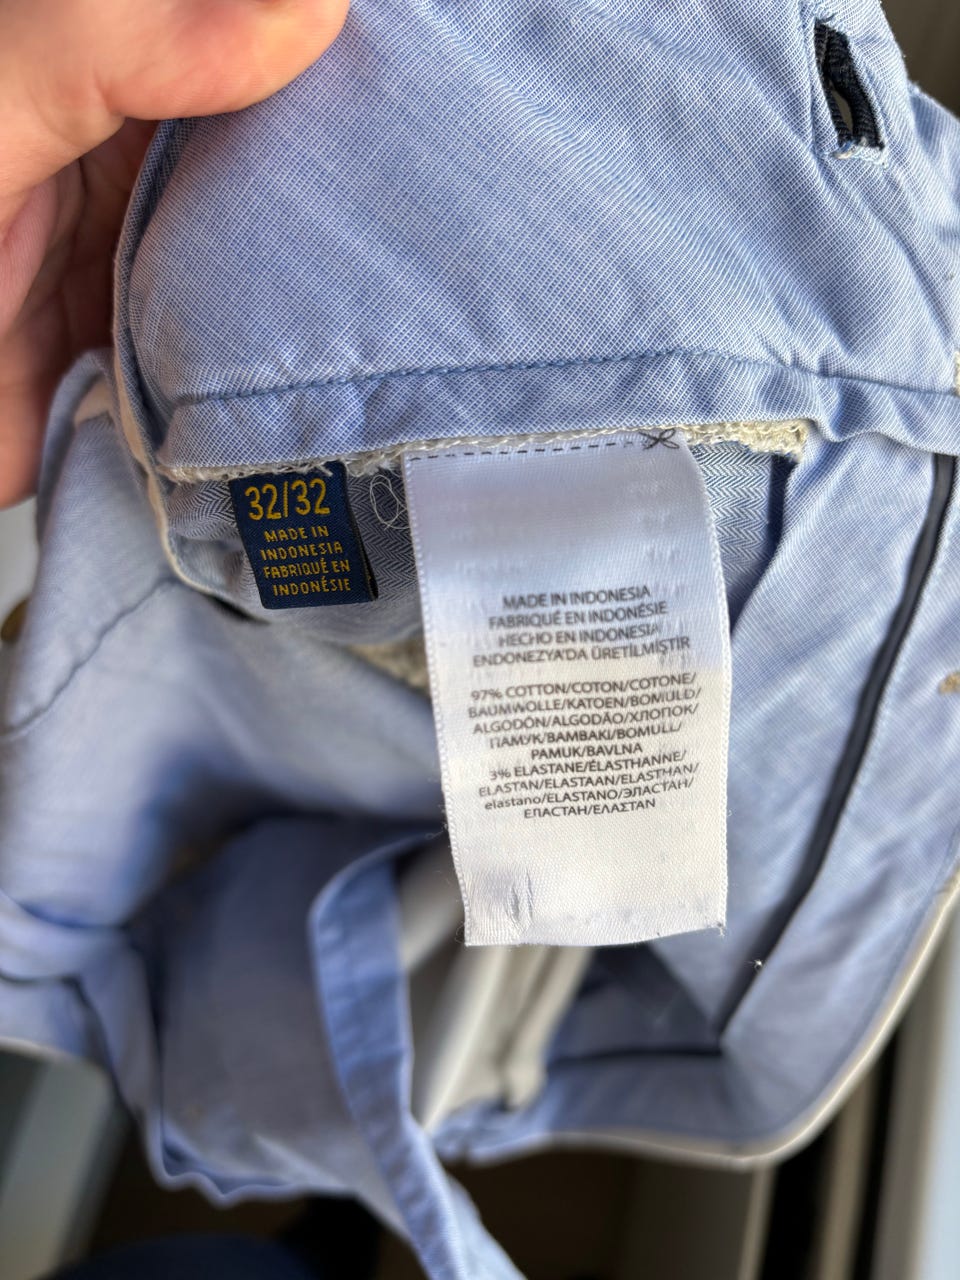 32/32
MADE IN
INDONESIA
FABRIQUÉ EN
INDONÉSIE
MADE IN INDONESIA
FABRIQUÉ EN INDONÉSIE
HECHO EN INDONESIA
ENDONEZYA'DA ÜRETİLMİŞTİR
97% COTTON/COTON/COTONE/
BAUMWOLLE/KATOEN/BOMULD/
ALGODÓN/ALGODÃO/ХЛОПОК/
ПАМУК/BAMBAKI/BOMULL/
PAMUK/BAVLNA
3% ELASTANE/ÉLASTHANNE/
ELASTAN/ELASTAAN/ELASTHAN/
elastano/ELASTANO/ЭЛАСТАН/
ЕЛАСТАН/ΕΛΑΣΤΑΝ